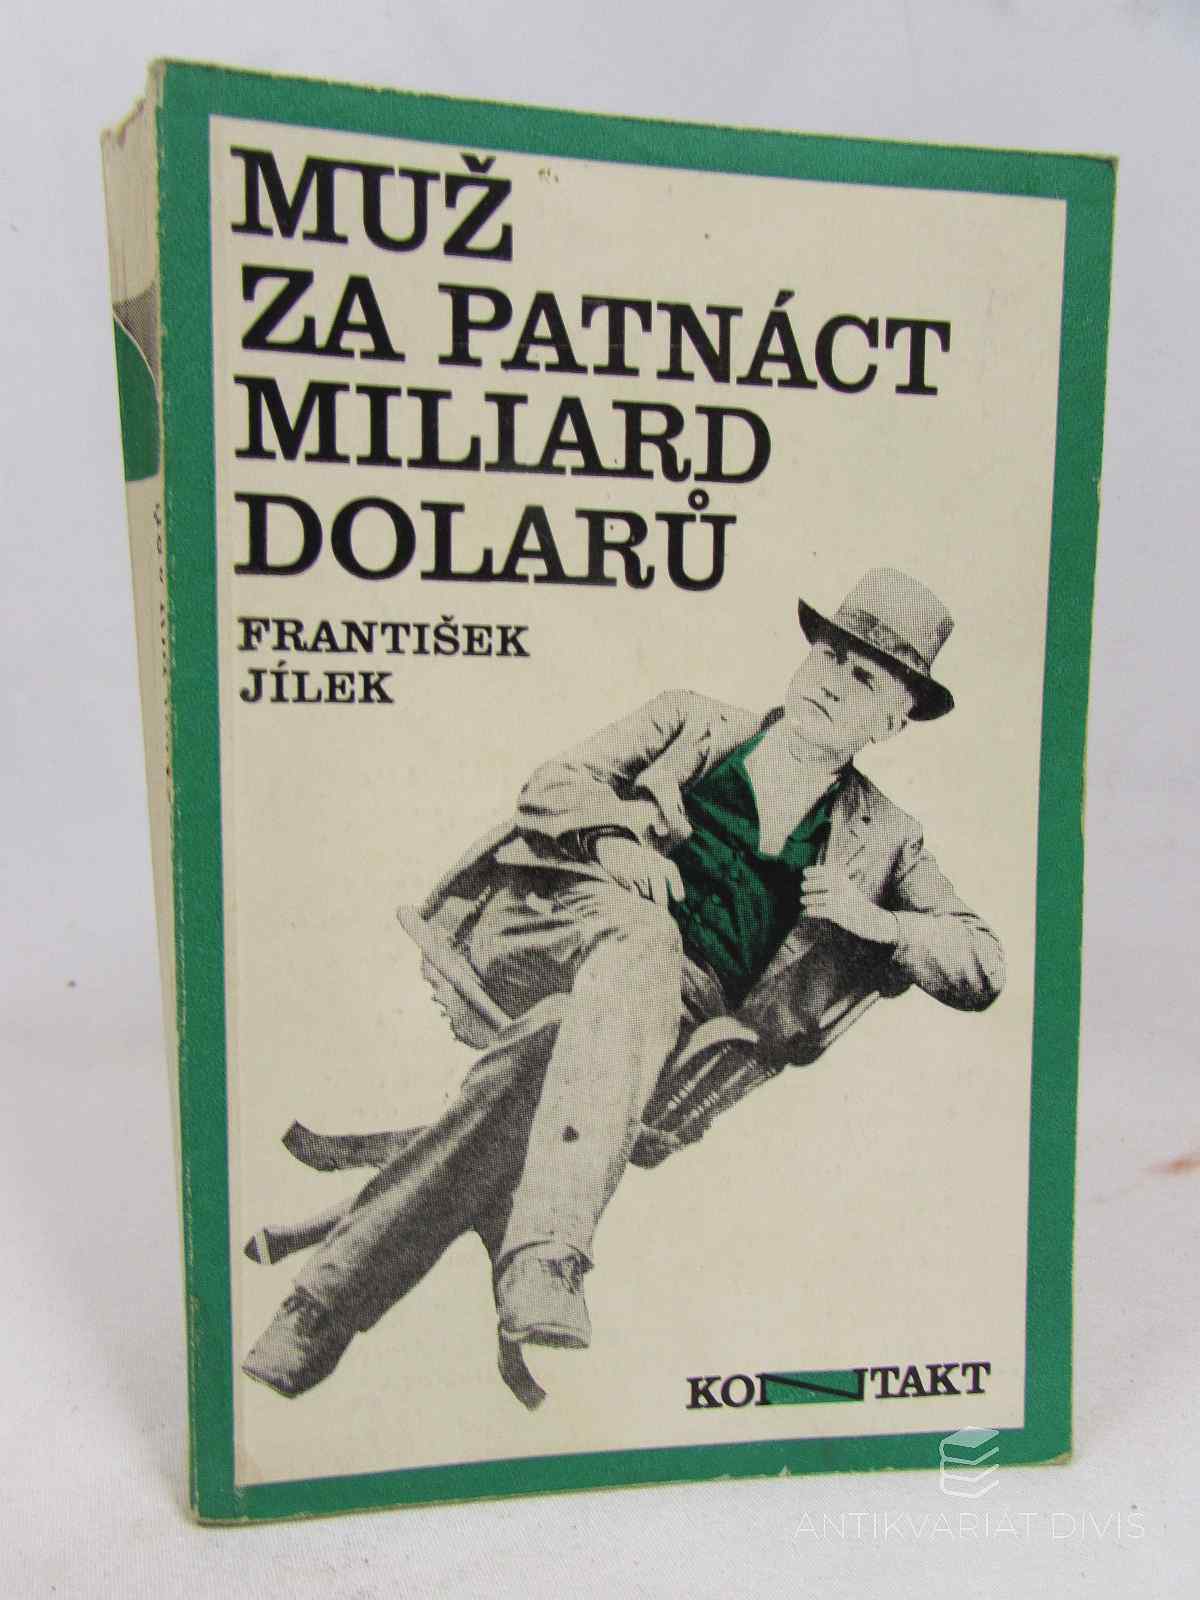 MUŽ
ZA PATNÁCT
MILIARD
DOLARŮ
FRANTIŠEK
JÍLEK
KONTAKT
ANTIKVARIÁT DIVIŠ